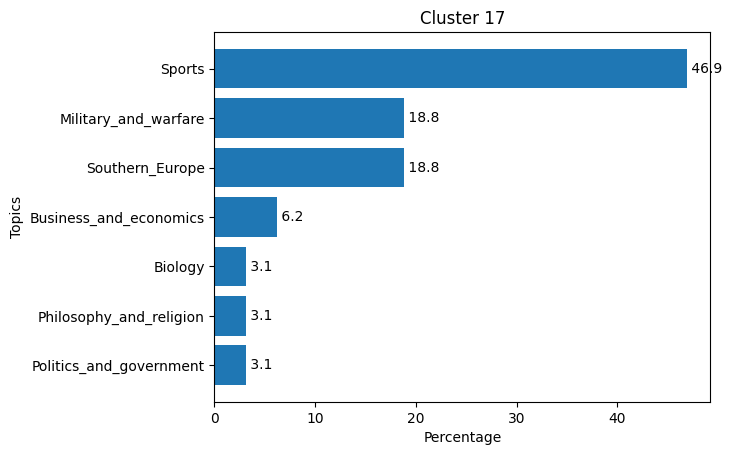 Cluster 17
Topics
Sports 46.9
Military_and_warfare 18.8
Southern_Europe 18.8
Business_and_economics 6.2
Biology 3.1
Philosophy_and_religion 3.1
Politics_and_government 3.1
0 10 20 30 40
Percentage